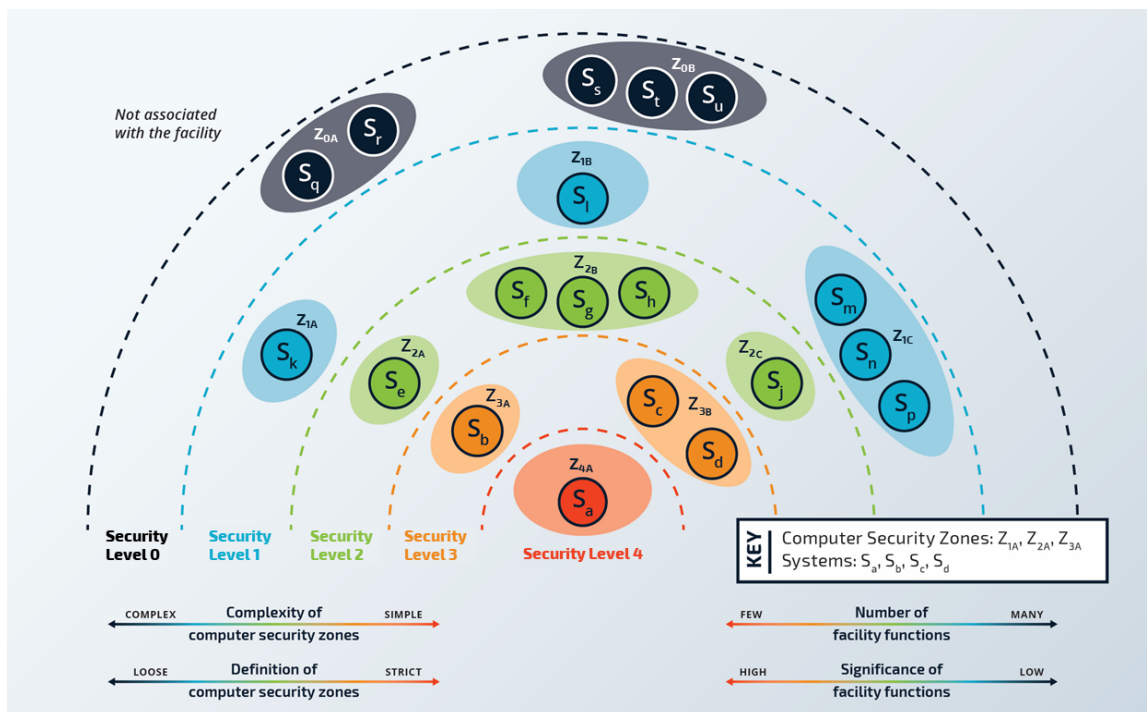 Not associated
with the facility
Z0A
Sq
Sr
Z0B
Ss
St
Su
Z1B
Sl
Z2B
Sf
Sg
Sh
Z1A
Sk
Z2A
Se
Z3A
Sb
Z3B
Sc
Sd
Z2C
Sj
Z1C
Sm
Sn
Sp
Z4A
Sa
Security
Level 0
Security
Level 1
Security
Level 2
Security
Level 3
Security Level 4
KEY
Computer Security Zones: Z1A, Z2A, Z3A
Systems: Sa, Sb, Sc, Sd
COMPLEX
Complexity of
computer security zones
SIMPLE
LOOSE
Definition of
computer security zones
STRICT
FEW
Number of
facility functions
MANY
HIGH
Significance of
facility functions
LOW